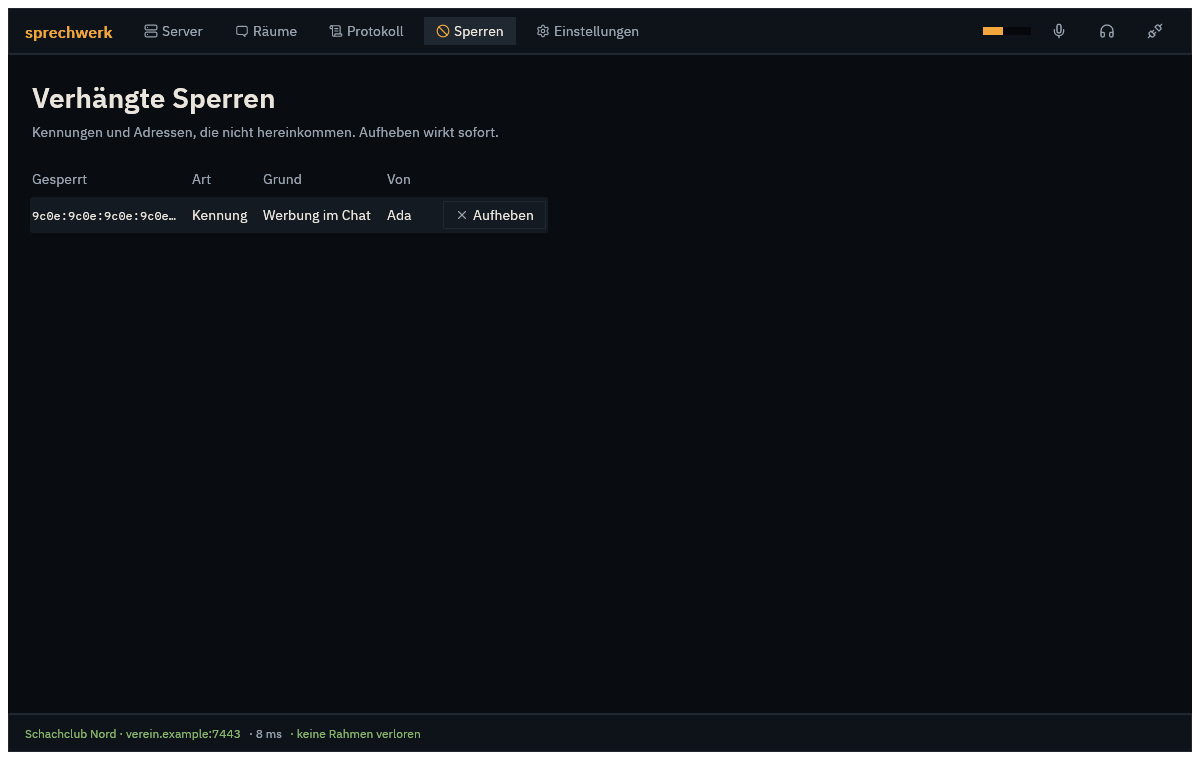 sprechwerk Server Räume Protokoll Sperren Einstellungen
Verhängte Sperren
Kennungen und Adressen, die nicht hereinkommen. Aufheben wirkt sofort.
Gesperrt Art Grund Von
9c0e:9c0e:9c0e:9c0e… Kennung Werbung im Chat Ada Aufheben
Schachclub Nord · verein.example:7443 · 8 ms · keine Rahmen verloren